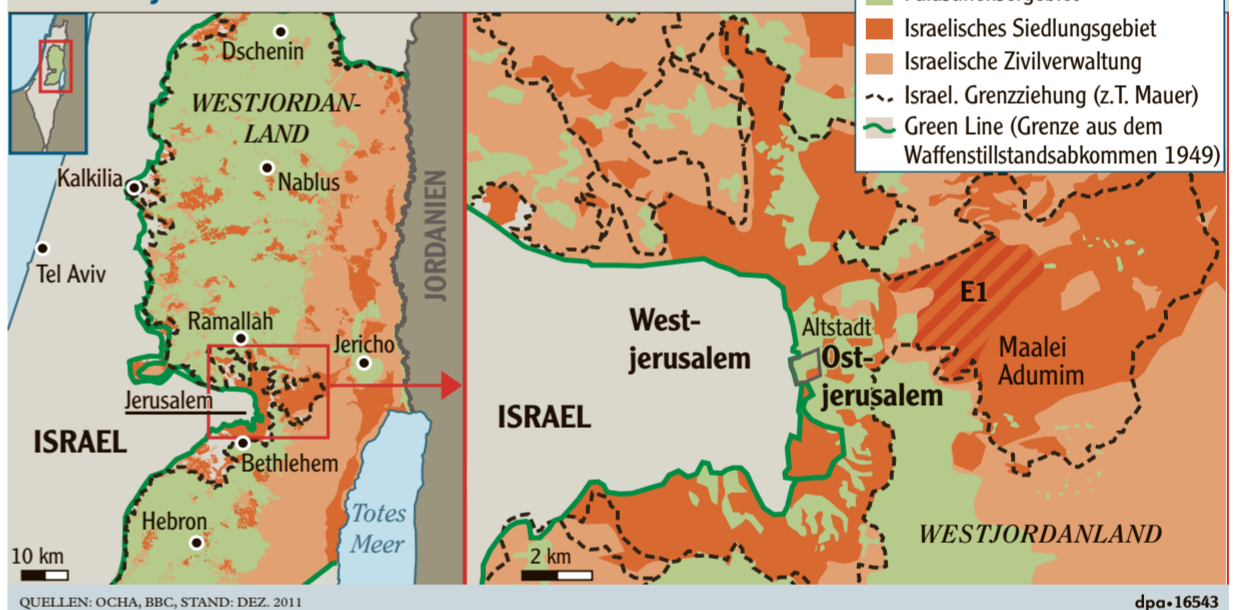 Israelisches Siedlungsgebiet
Israelische Zivilverwaltung
Israel. Grenzziehung (z.T. Mauer)
Green Line (Grenze aus dem
Waffenstillstandsabkommen 1949)
Dschenin
WESTJORDAN-
LAND
Kalkilia
Nablus
JORDANIEN
Tel Aviv
Ramallah
Jericho
Jerusalem
ISRAEL
Bethlehem
Hebron
Totes
Meer
10 km
West-
jerusalem
ISRAEL
Altstadt
Ost-
jerusalem
E1
Maalei
Adumim
WESTJORDANLAND
2 km
QUELLEN: OCHA, BBC, STAND: DEZ. 2011
dpa•16543